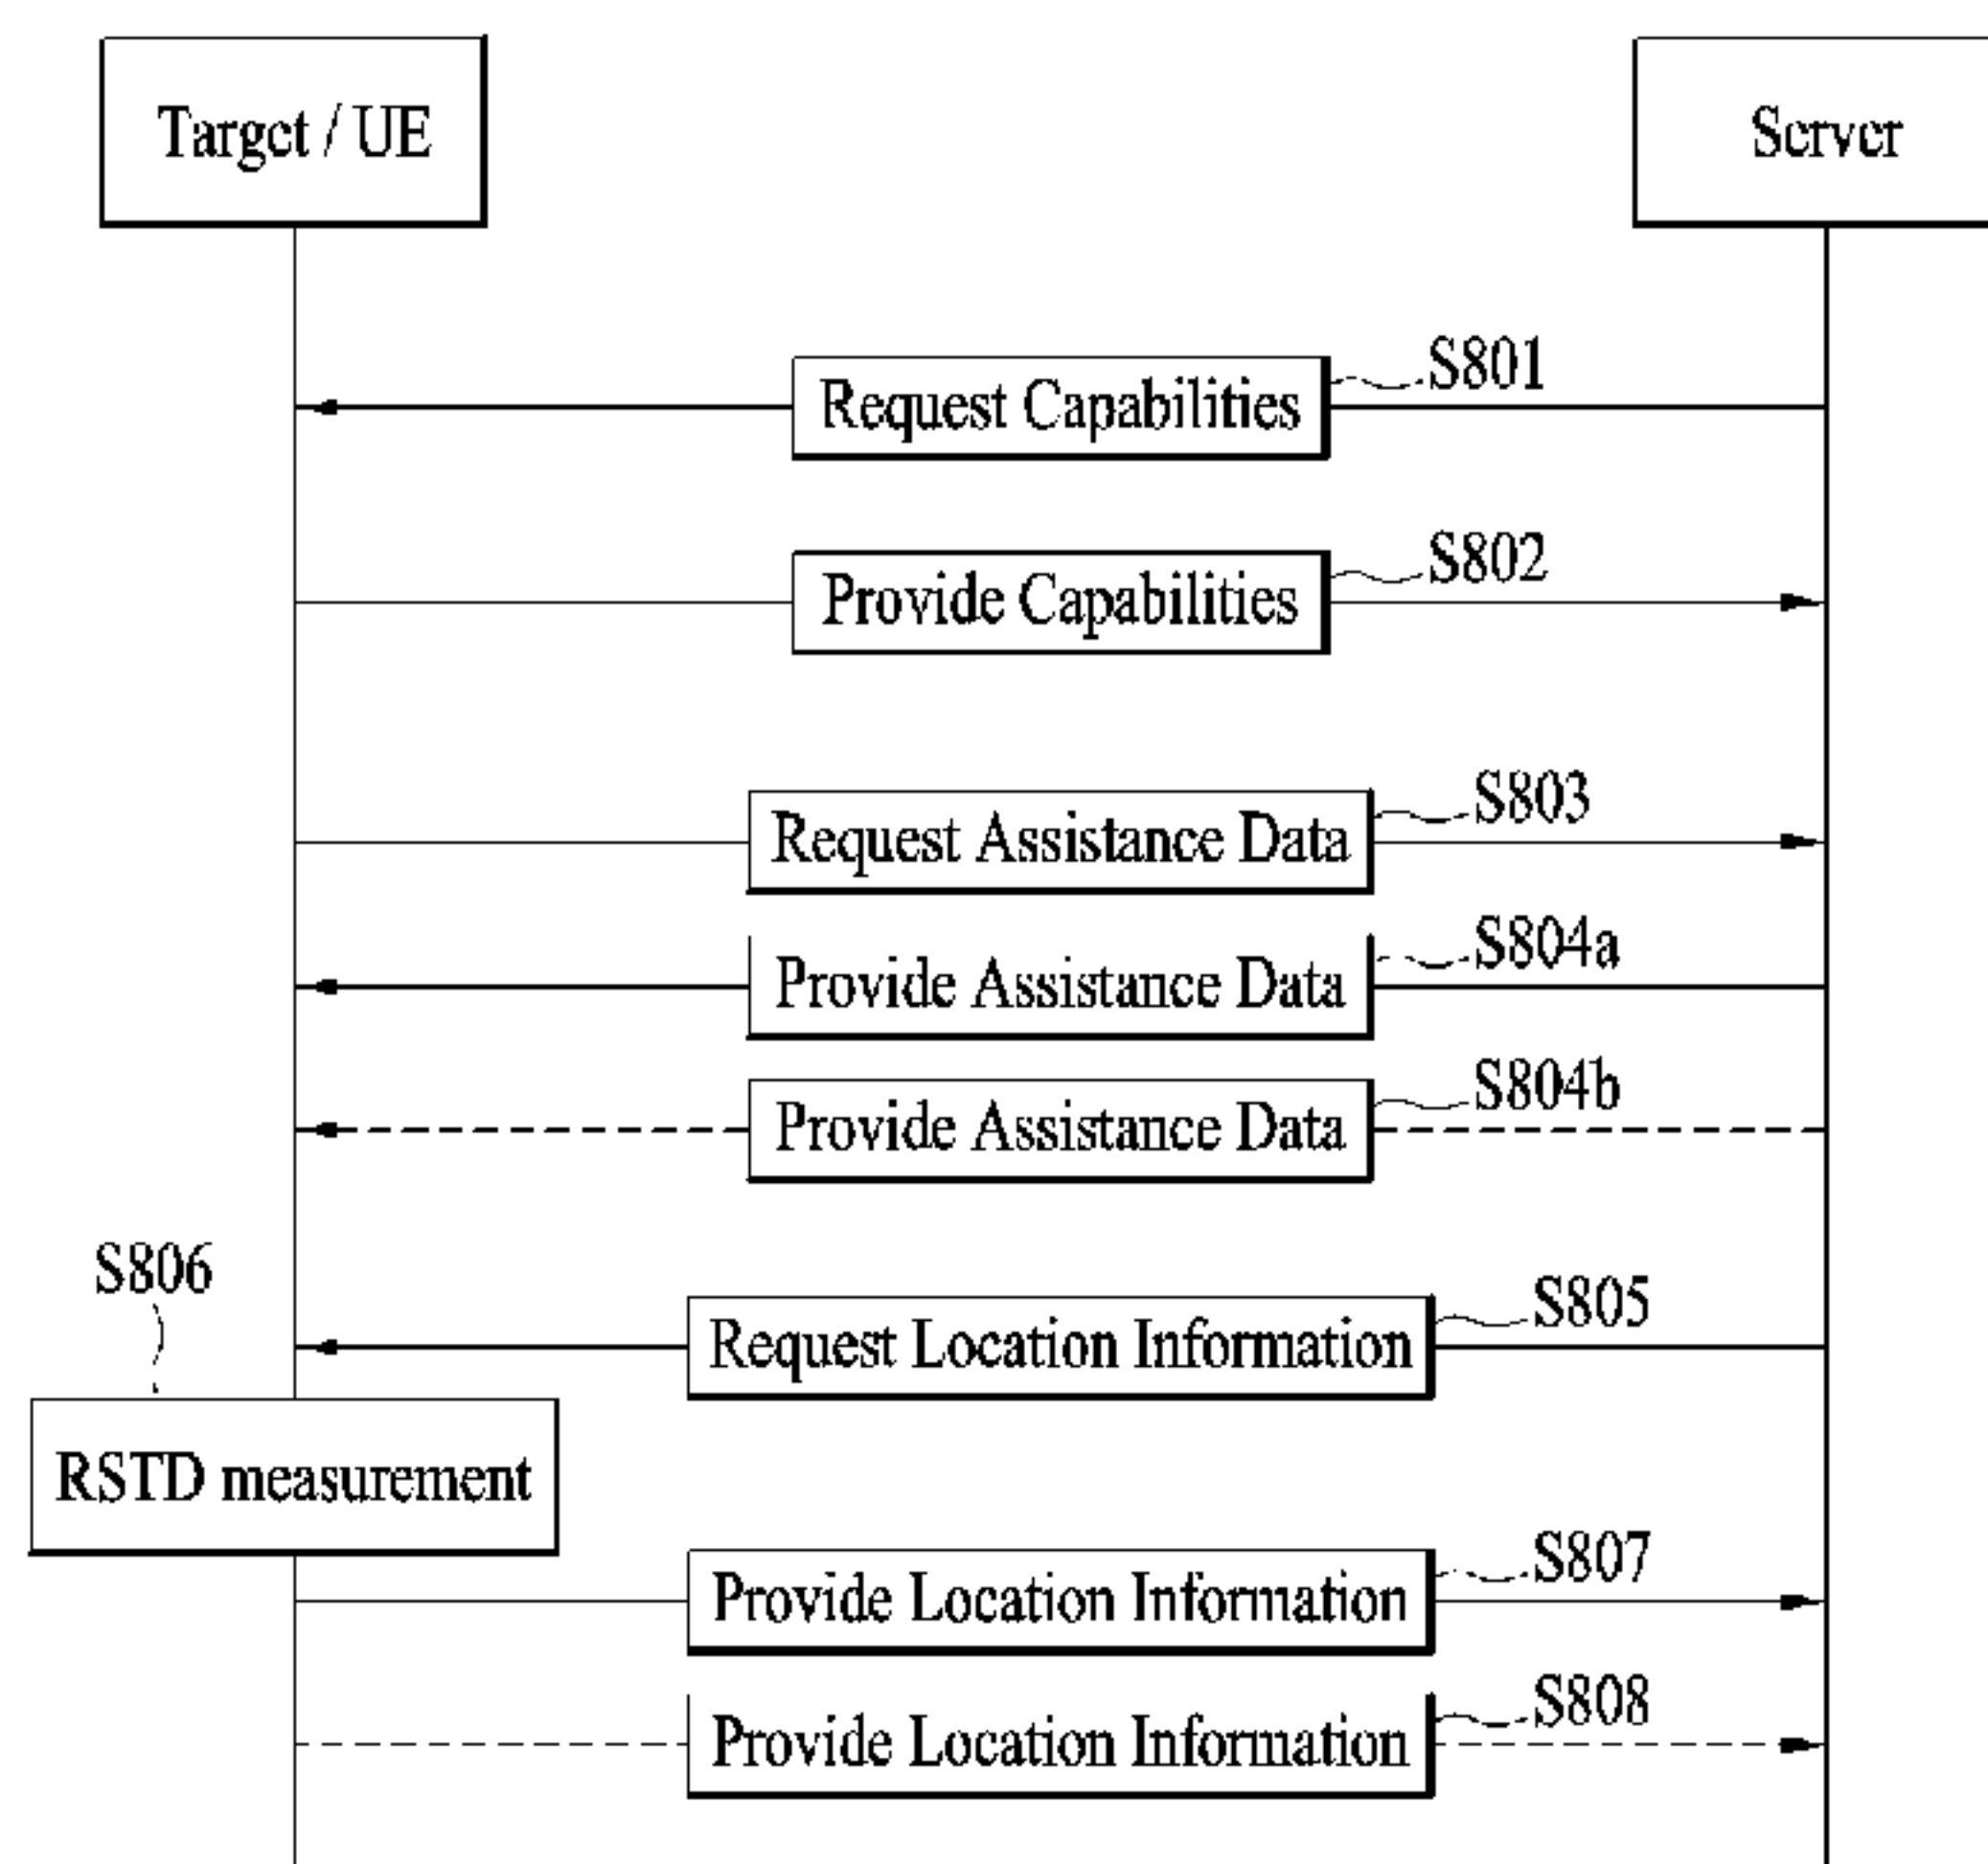 Target / UE
Server
S801
Request Capabilities
S802
Provide Capabilities
S803
Request Assistance Data
S804a
Provide Assistance Data
S804b
Provide Assistance Data
S806
S805
Request Location Information
RSTD measurement
S807
Provide Location Information
S808
Provide Location Information